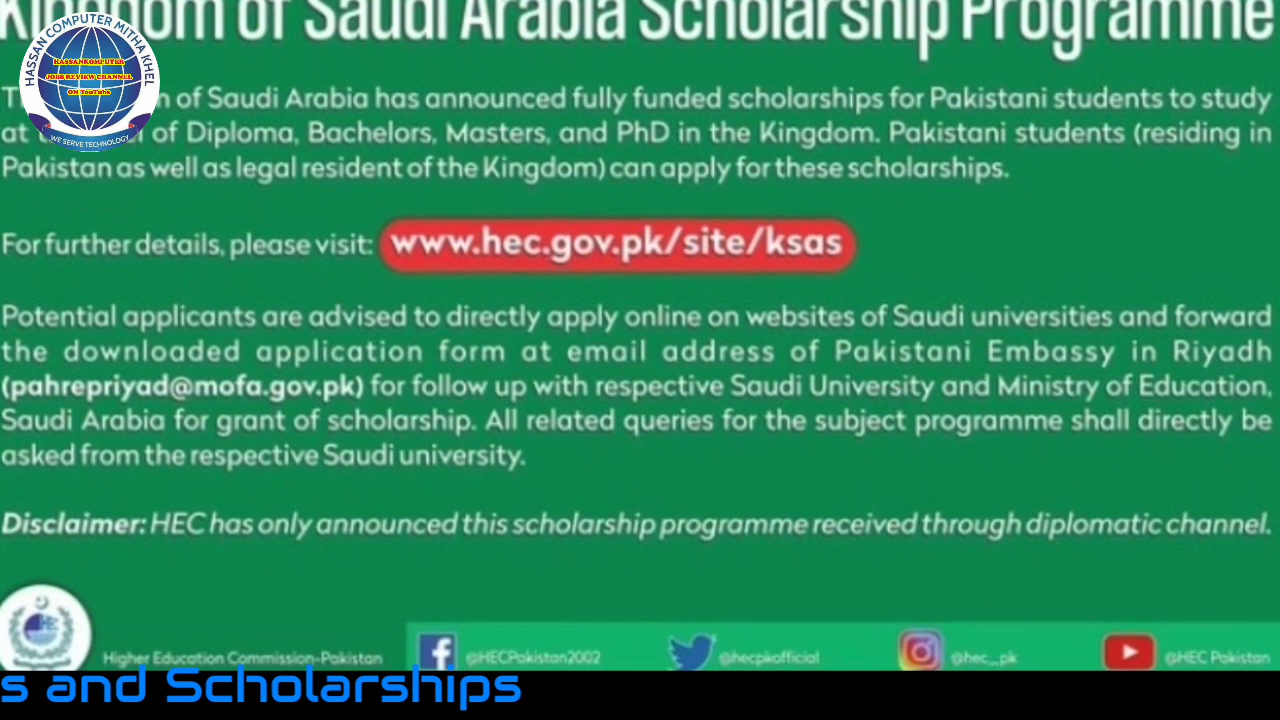 Kingdom of Saudi Arabia Scholarship Programme
HASSAN COMPUTER MITHA KHEL
HASSANKOMPUTER
JOBS REVIEW CHANNEL
ON YouTube
WE SERVE TECHNOLOGY
of Saudi Arabia has announced fully funded scholarships for Pakistani students to study
at of Diploma, Bachelors, Masters, and PhD in the Kingdom. Pakistani students (residing in
Pakistan as well as legal resident of the Kingdom) can apply for these scholarships.
For further details, please visit: www.hec.gov.pk/site/ksas
Potential applicants are advised to directly apply online on websites of Saudi universities and forward
the downloaded application form at email address of Pakistani Embassy in Riyadh
(pahrepriyad@mofa.gov.pk) for follow up with respective Saudi University and Ministry of Education,
Saudi Arabia for grant of scholarship. All related queries for the subject programme shall directly be
asked from the respective Saudi university.
Disclaimer: HEC has only announced this scholarship programme received through diplomatic channel.
Higher Education Commission-Pakistan
@HECPakistan2002
@hecpkofficial
@hec_pk
@HEC Pakistan
s and Scholarships